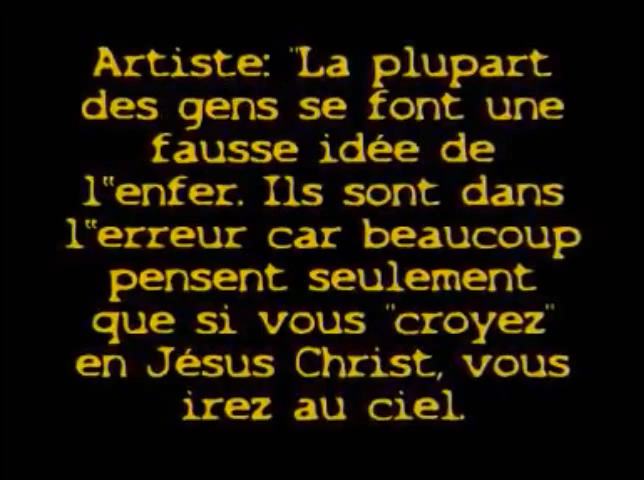 Artiste: "La plupart
des gens se font une
fausse idée de
l"enfer. Ils sont dans
l"erreur car beaucoup
pensent seulement
que si vous "croyez"
en Jésus Christ, vous
irez au ciel.